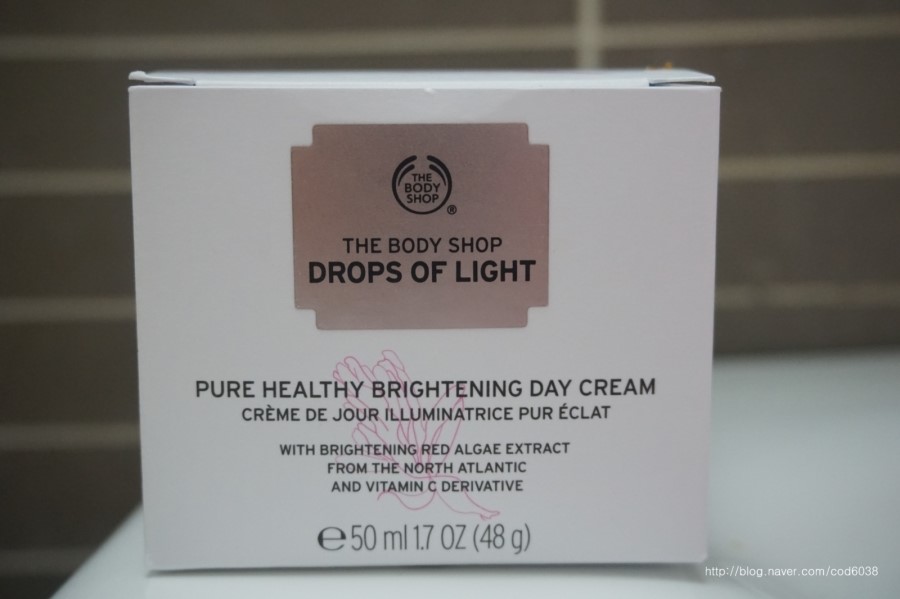 THE
BODY
SHOP
®
THE BODY SHOP
DROPS OF LIGHT
PURE HEALTHY BRIGHTENING DAY CREAM
CRÈME DE JOUR ILLUMINATRICE PUR ÉCLAT
WITH BRIGHTENING RED ALGAE EXTRACT
FROM THE NORTH ATLANTIC
AND VITAMIN C DERIVATIVE
℮ 50 ml 1.7 OZ (48 g)
http://blog.naver.com/cod6038